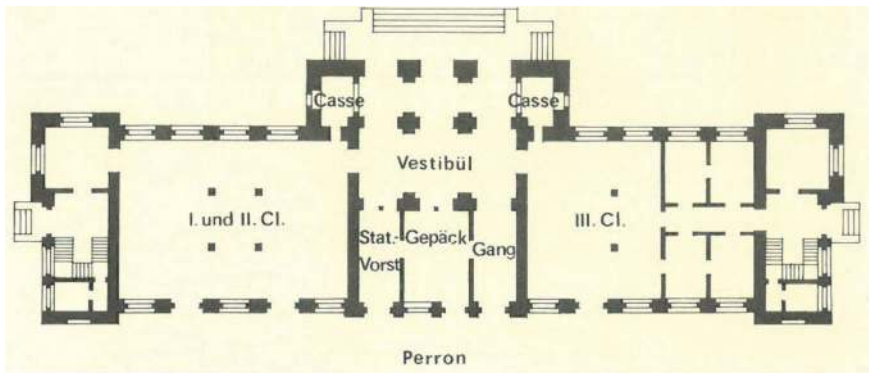 Casse
Casse
Vestibül
I. und II. Cl.
Stat.-Gepäck
Vorst
Gang
III. Cl.
Perron